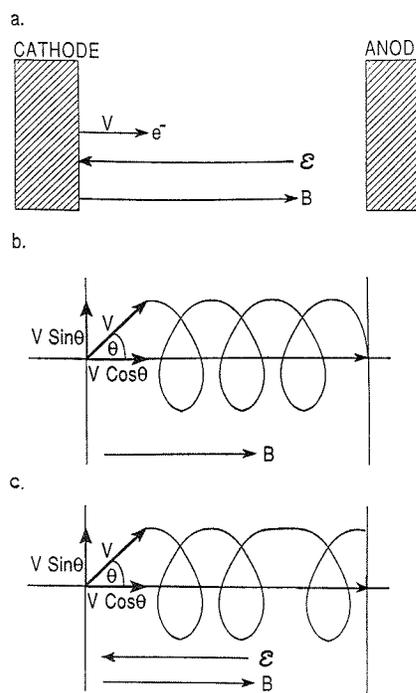 a.
CATHODE ANOD
V e⁻
ℰ
B
b.
V Sinθ V
θ
V Cosθ
B
c.
V Sinθ V
θ
V Cosθ
ℰ
B